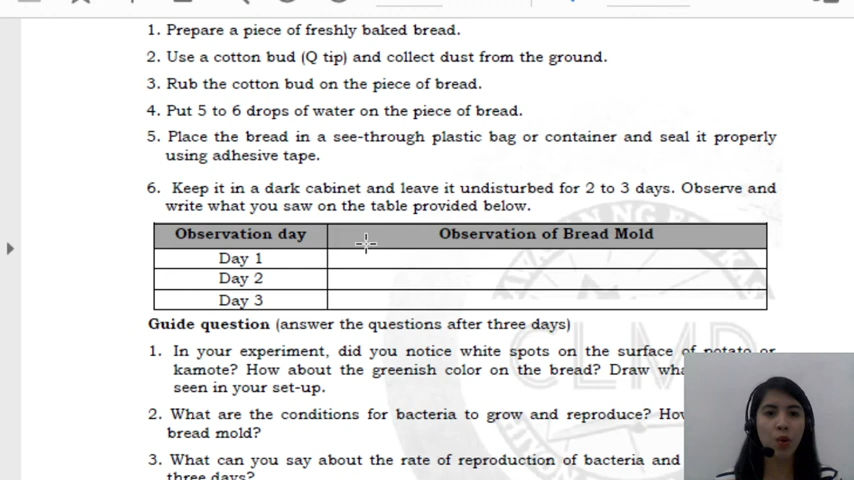 1. Prepare a piece of freshly baked bread.
2. Use a cotton bud (Q tip) and collect dust from the ground.
3. Rub the cotton bud on the piece of bread.
4. Put 5 to 6 drops of water on the piece of bread.
5. Place the bread in a see-through plastic bag or container and seal it properly
using adhesive tape.
6. Keep it in a dark cabinet and leave it undisturbed for 2 to 3 days. Observe and
write what you saw on the table provided below.
Observation day Observation of Bread Mold
Day 1
Day 2
Day 3
Guide question (answer the questions after three days)
1. In your experiment, did you notice white spots on the surface of potato or
kamote? How about the greenish color on the bread? Draw
seen in your set-up.
2. What are the conditions for bacteria to grow and reproduce?
bread mold?
3. What can you say about the rate of reproduction of bacteria and
three days?
CLMD